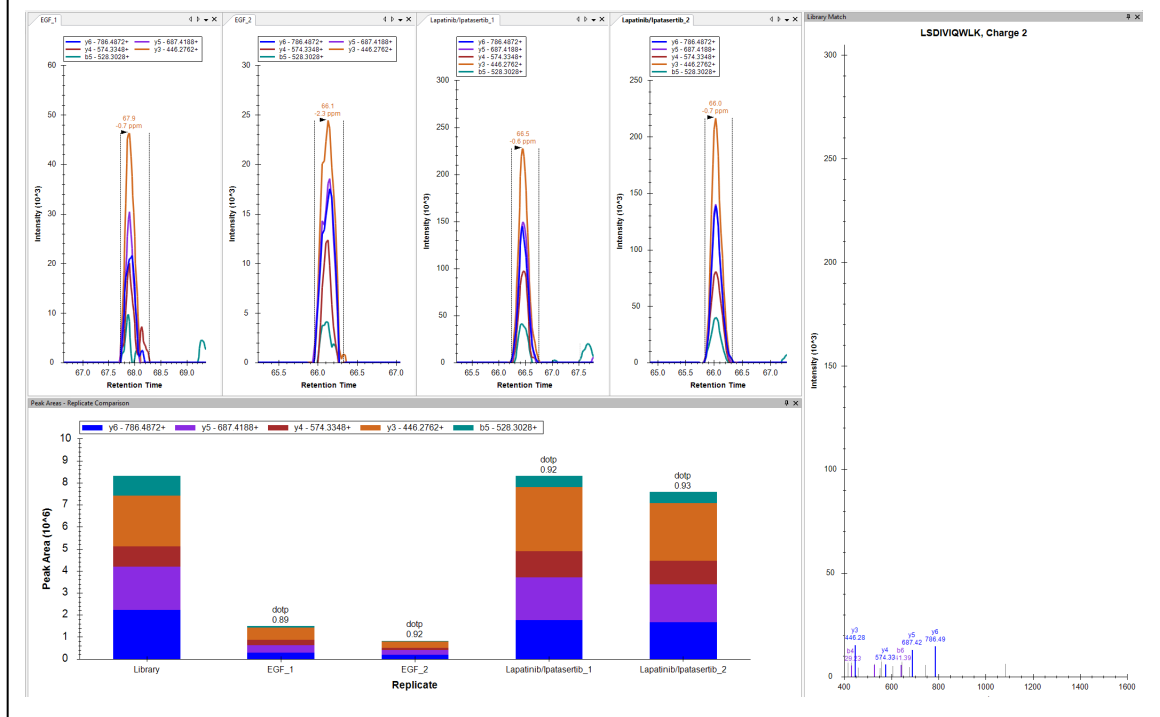 EGF_1
EGF_2
Lapatinib/Ipatasertib_1
Lapatinib/Ipatasertib_2
Library Match
y6 - 786.4872+ y5 - 687.4188+
y4 - 574.3348+ y3 - 446.2762+
b5 - 528.3028+
60
50
40
30
20
10
0
Intensity (10^3)
67.9
-0.7 ppm
67.0 67.5 68.0 68.5 69.0
Retention Time
y6 - 786.4872+ y5 - 687.4188+
y4 - 574.3348+ y3 - 446.2762+
b5 - 528.3028+
30
25
20
15
10
5
0
Intensity (10^3)
66.1
-2.3 ppm
65.5 66.0 66.5 67.0
Retention Time
y6 - 786.4872+
y5 - 687.4188+
y4 - 574.3348+
y3 - 446.2762+
b5 - 528.3028+
300
250
200
150
100
50
0
Intensity (10^3)
66.5
-0.6 ppm
65.5 66.0 66.5 67.0 67.5
Retention Time
y6 - 786.4872+
y5 - 687.4188+
y4 - 574.3348+
y3 - 446.2762+
b5 - 528.3028+
250
200
150
100
50
0
Intensity (10^3)
66.0
-0.7 ppm
65.0 65.5 66.0 66.5 67.0
Retention Time
LSDIVIQWLK, Charge 2
300
250
200
150
100
50
0
Intensity (10^3)
y3
446.28
b4
y4
574.33
b6
y5
687.42
y6
786.49
400 600 800 1000 1200 1400 1600
Peak Areas - Replicate Comparison
y6 - 786.4872+ y5 - 687.4188+ y4 - 574.3348+ y3 - 446.2762+ b5 - 528.3028+
10
9
8
7
6
5
4
3
2
1
0
Peak Area (10^6)
dotp
0.89
dotp
0.92
dotp
0.92
dotp
0.93
Library EGF_1 EGF_2 Lapatinib/Ipatasertib_1 Lapatinib/Ipatasertib_2
Replicate